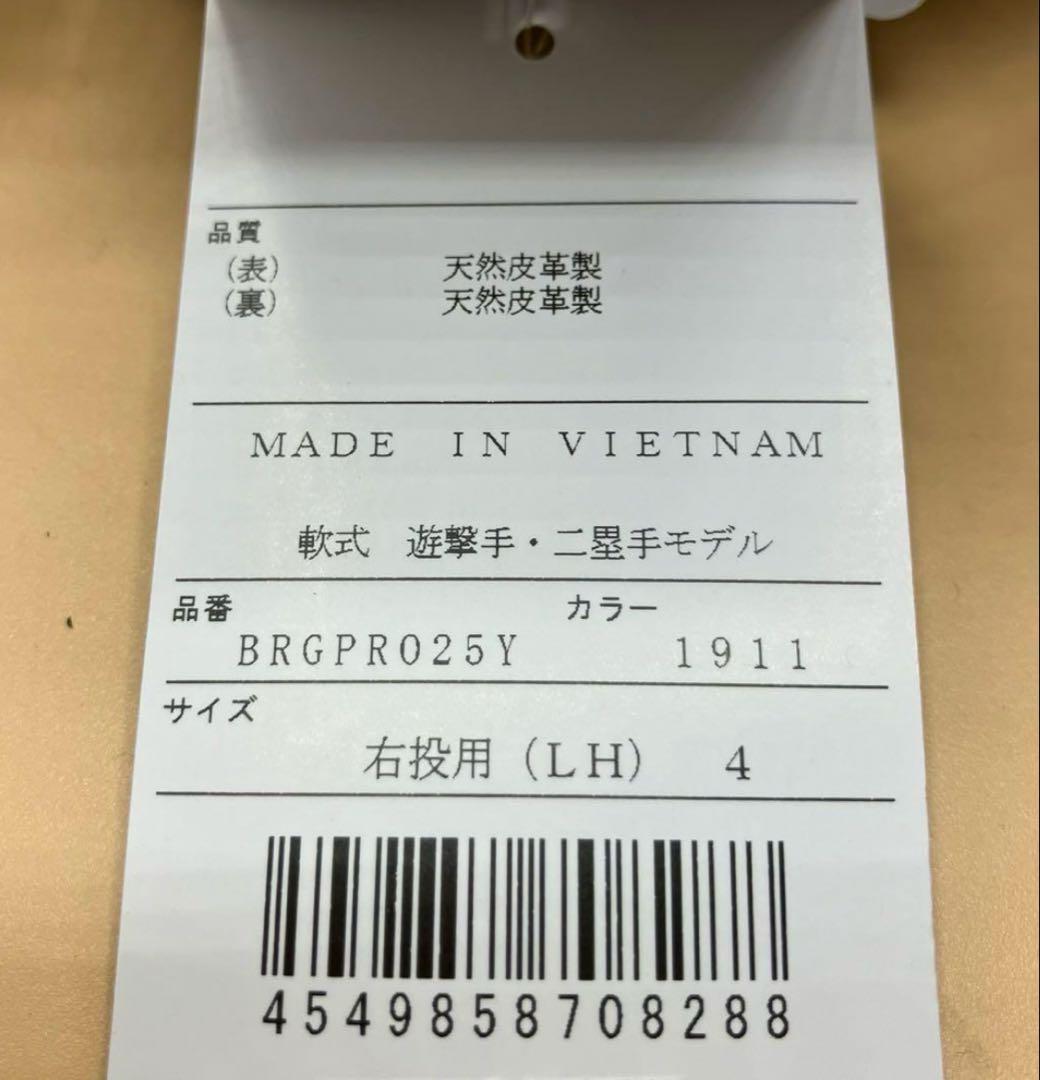 品質
（表） 天然皮革製
（裏） 天然皮革製
MADE IN VIETNAM
軟式 遊撃手・二塁手モデル
品番 カラー
BRGPRO25Y 1911
サイズ
右投用（LH） 4
4549858708288